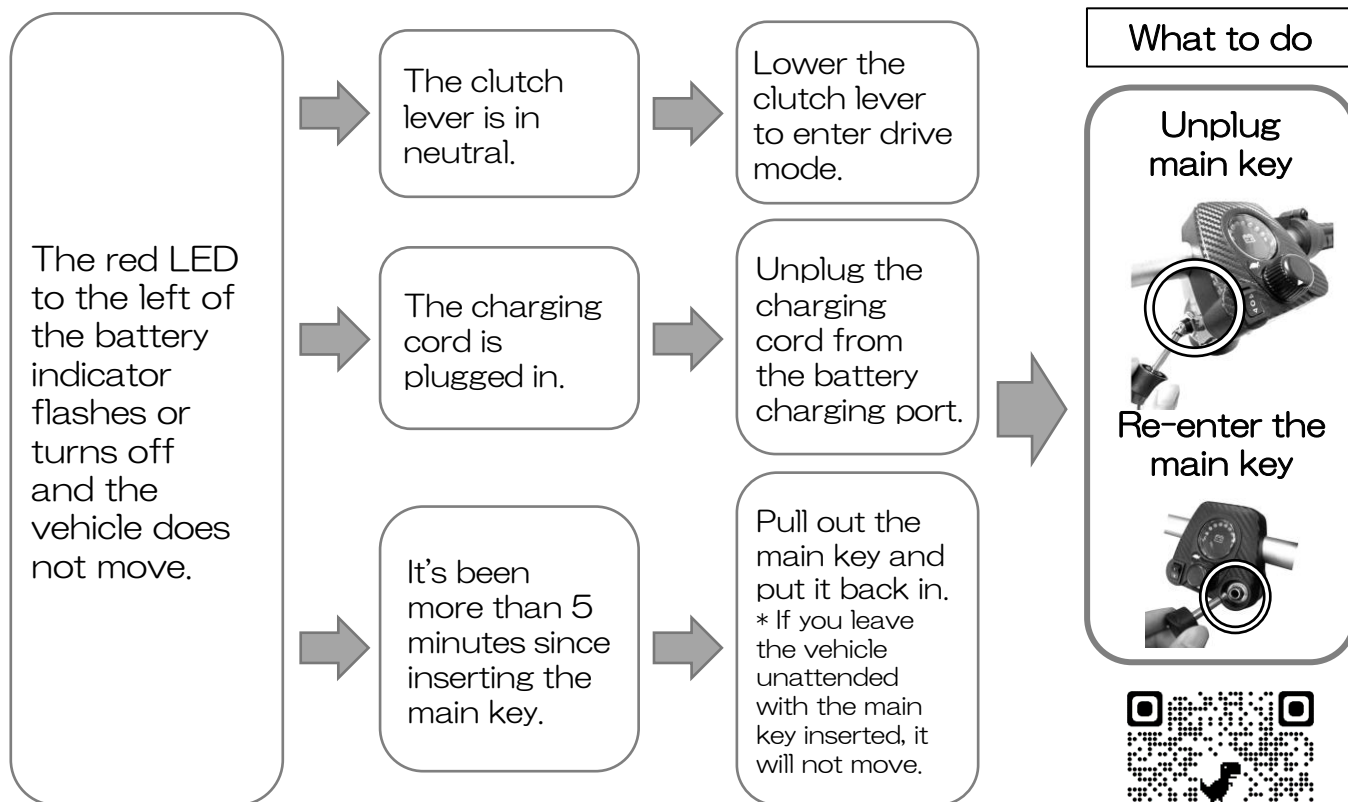 What to do
The red LED
to the left of
the battery
indicator
flashes or
turns off
and the
vehicle does
not move.
The clutch
lever is in
neutral.
Lower the
clutch lever
to enter drive
mode.
The charging
cord is
plugged in.
Unplug the
charging
cord from
the battery
charging port.
It's been
more than 5
minutes since
inserting the
main key.
Pull out the
main key and
put it back in.
* If you leave
the vehicle
unattended
with the main
key inserted, it
will not move.
Unplug
main key
Re-enter the
main key